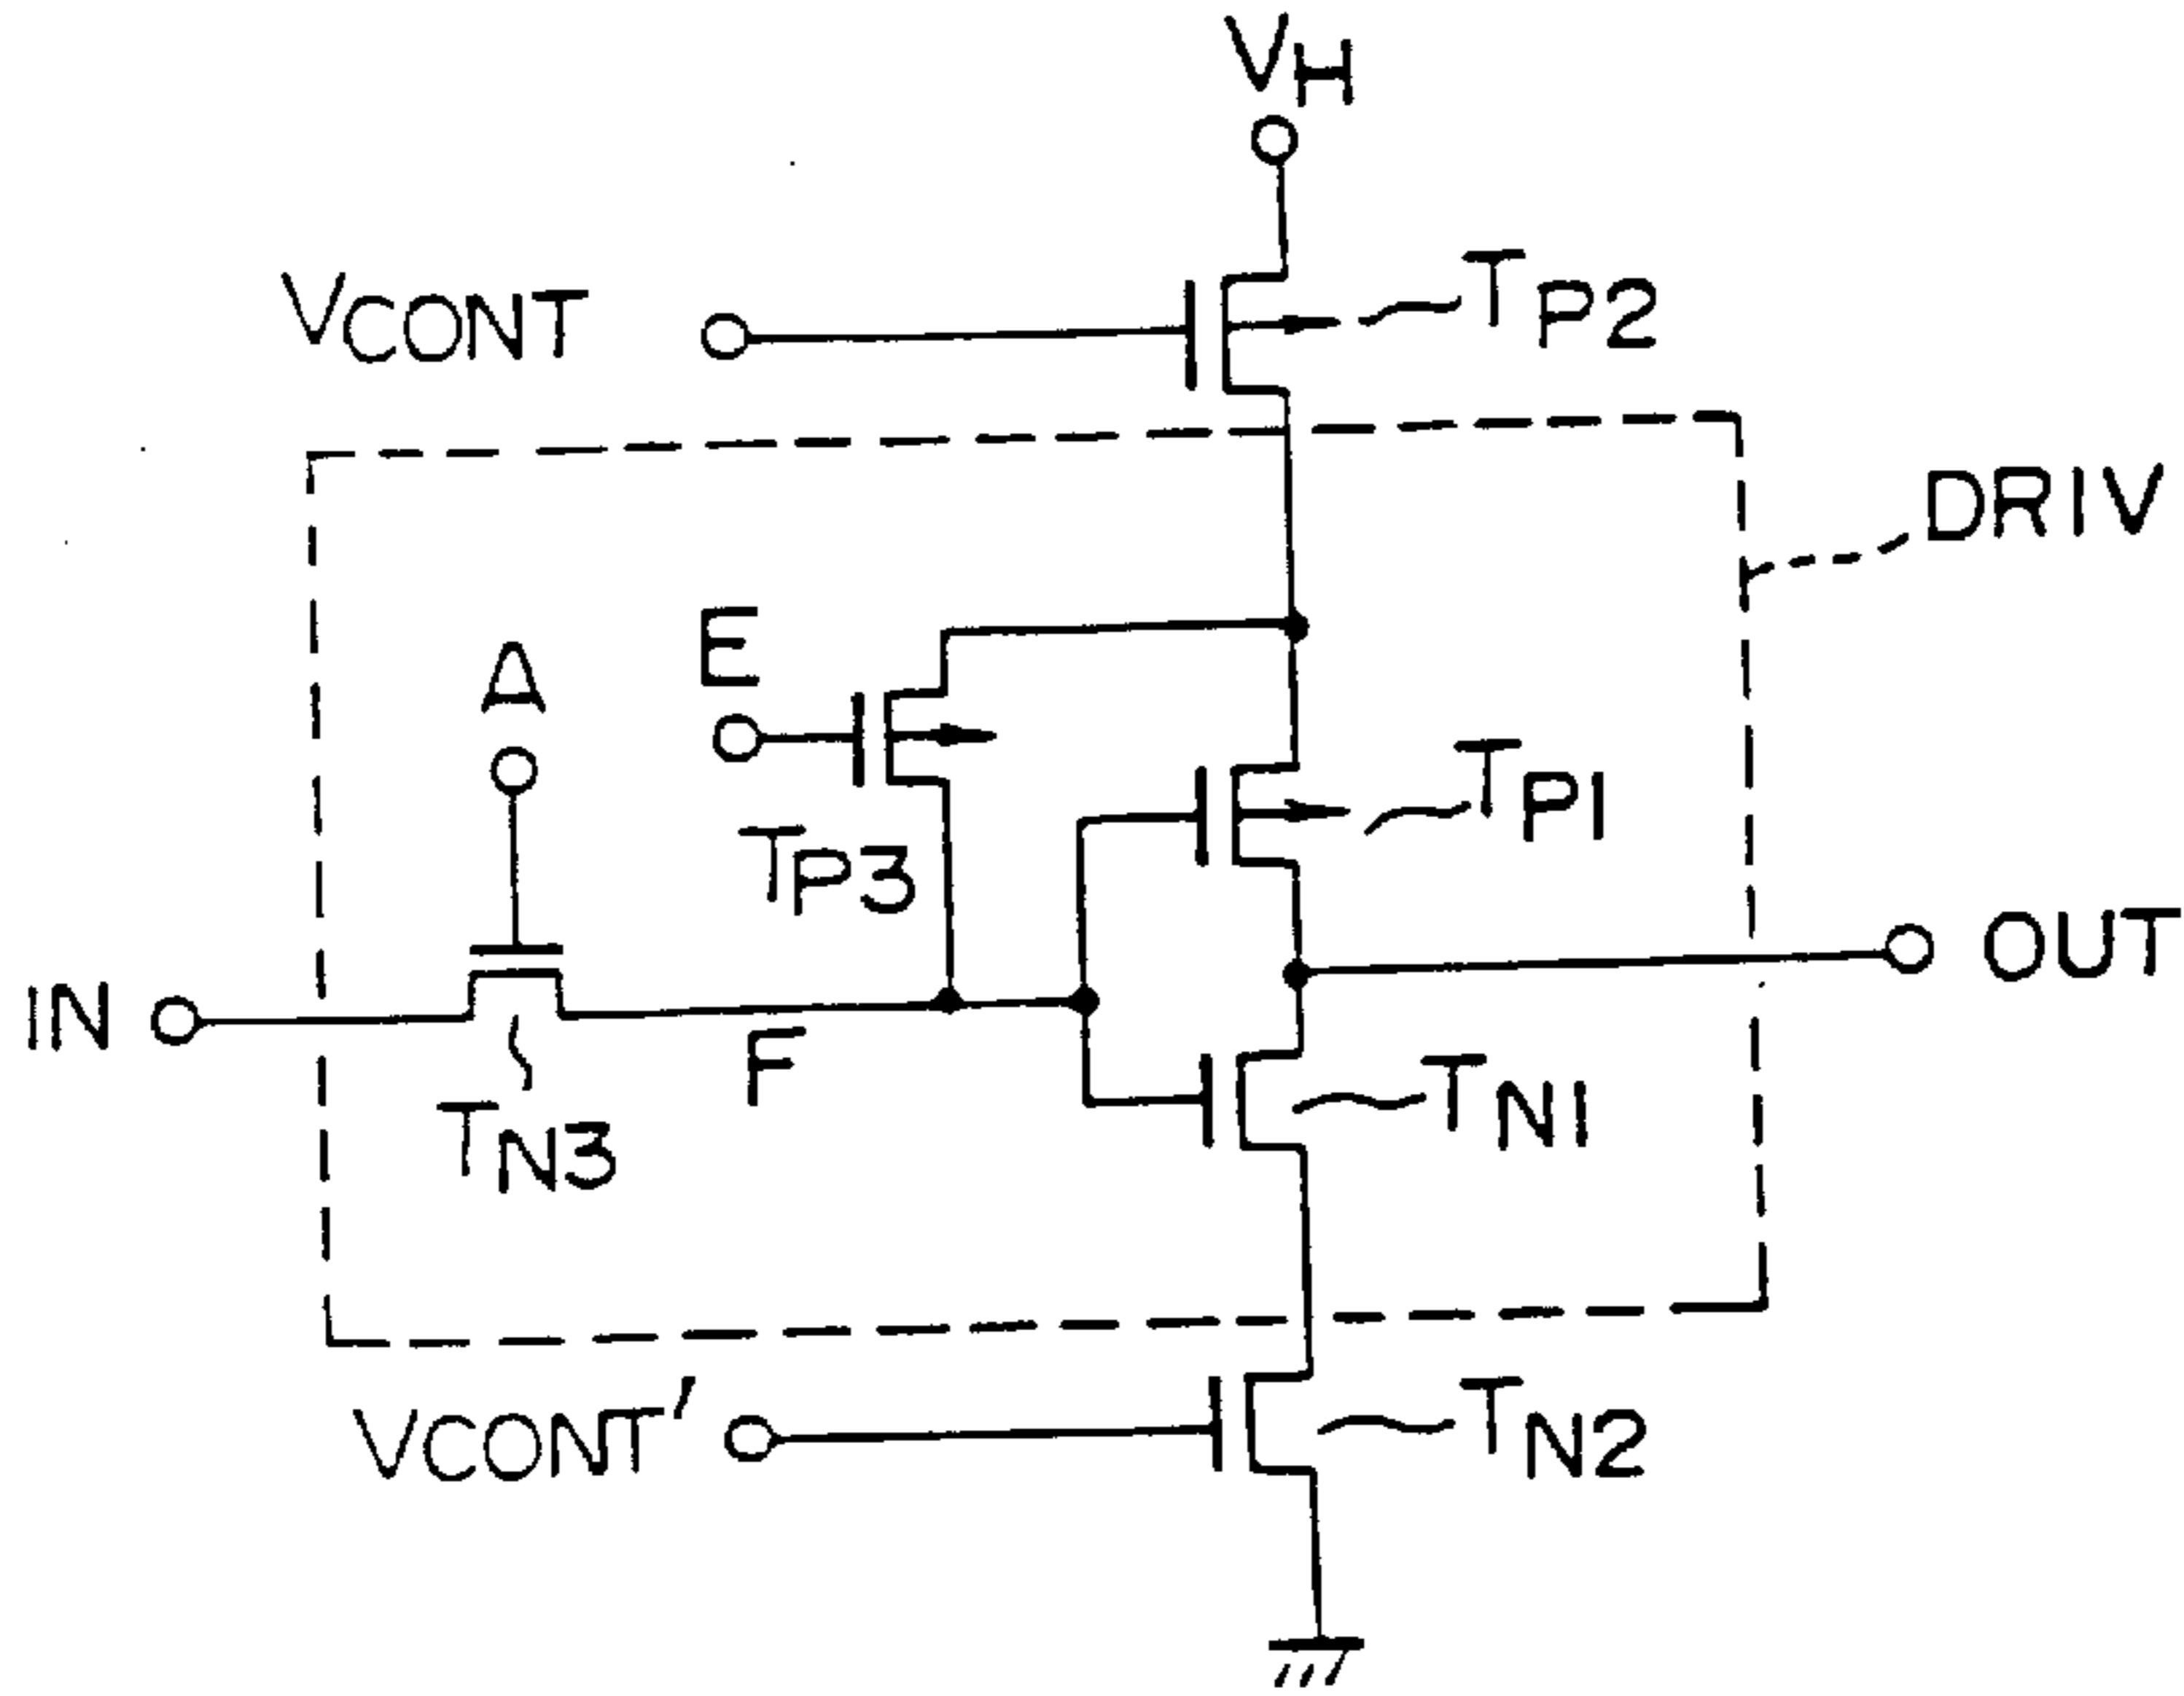 VH
VCONT
TP2
DRIV
E
A
TP1
TP3
OUT
IN
F
TN1
TN3
VCONT'
TN2